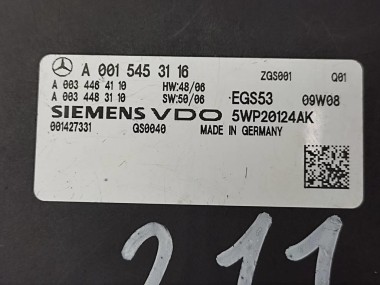 A 001 545 31 16
ZGS001 Q01
A 003 446 41 10 HW:48/06
A 003 448 31 10 SW:50/06 EGS53 09W08
SIEMENS VDO 5WP20124AK
001427331 GS0040 MADE IN GERMANY
211